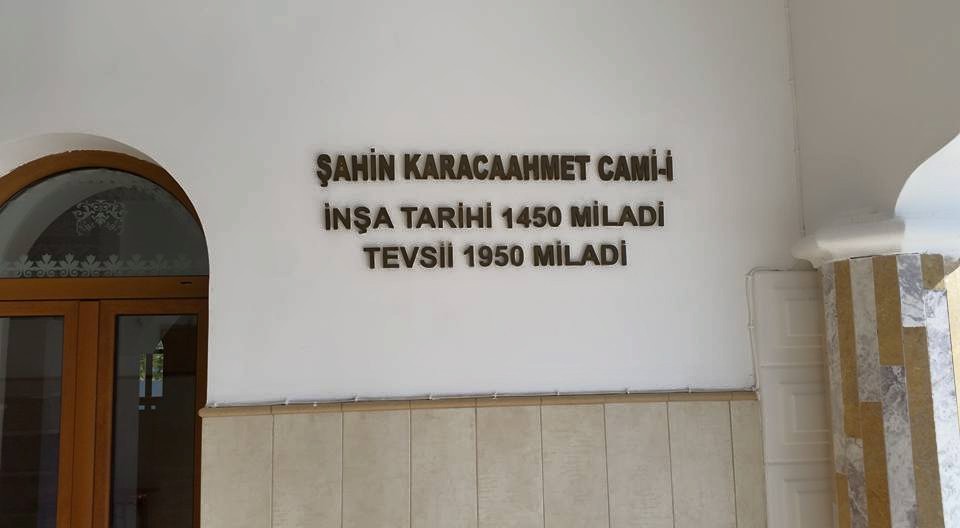 ŞAHİN KARACAAHMET CAMİ-İ
İNŞA TARİHİ 1450 MİLADİ
TEVSİİ 1950 MİLADİ